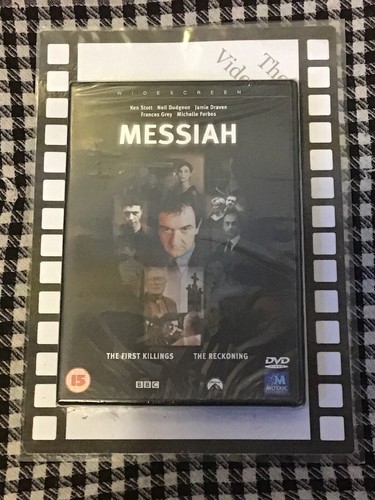 The
Vide
WIDESCREEN
Ken Stott Neil Dudgeon Jamie Draven
Frances Grey Michelle Forbes
MESSIAH
THE FIRST KILLINGS THE RECKONING
DVD
15
BBC
M